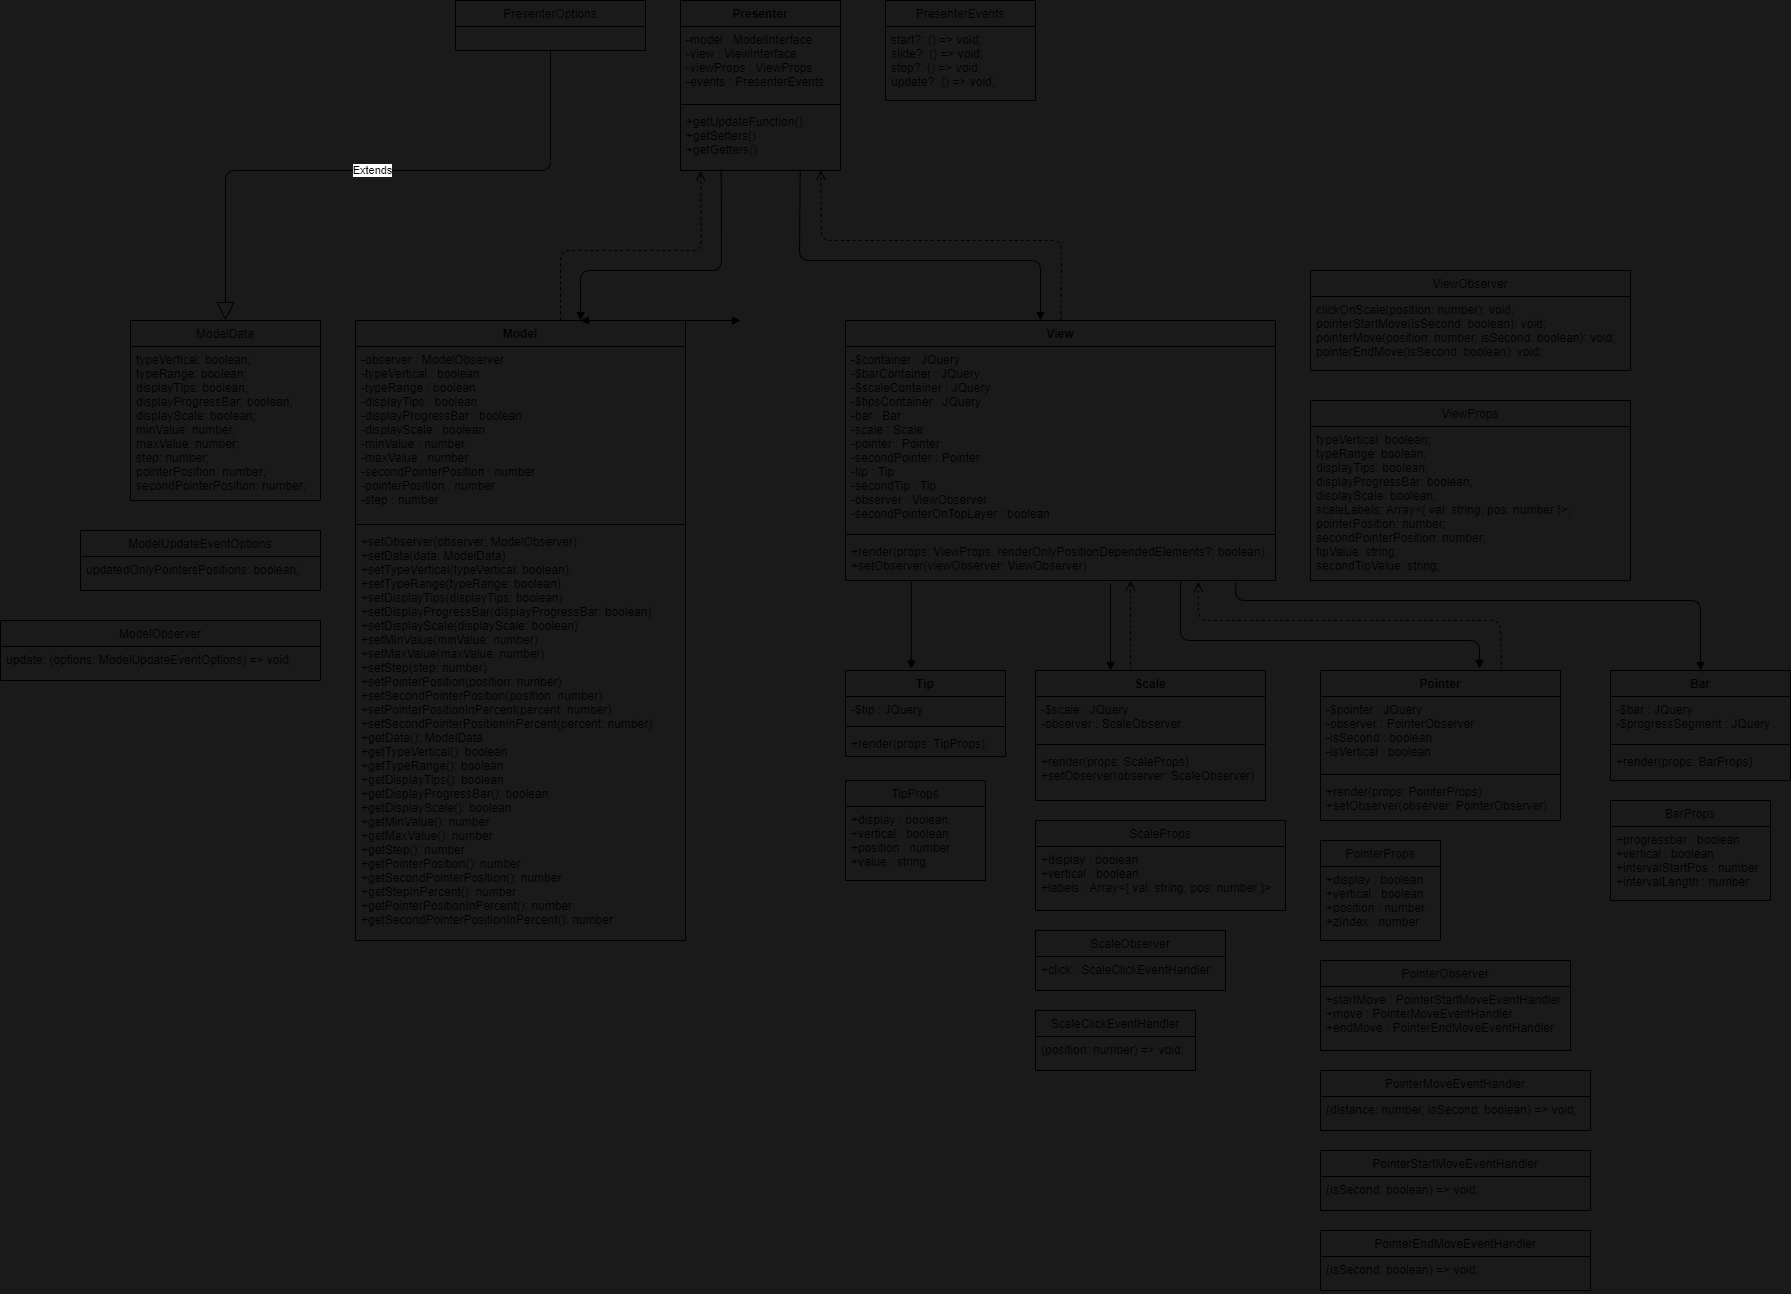 PresenterOptions
Presenter
-model : ModelInterface
-view : ViewInterface
-viewProps : ViewProps
-events : PresenterEvents
+getUpdateFunction()
+getSetters()
+getGetters()
PresenterEvents
start?: () => void;
slide?: () => void;
stop?: () => void;
update?: () => void;
Extends
ModelData
typeVertical: boolean;
typeRange: boolean;
displayTips: boolean;
displayProgressBar: boolean;
displayScale: boolean;
minValue: number;
maxValue: number;
step: number;
pointerPosition: number;
secondPointerPosition: number;
ModelUpdateEventOptions
updatedOnlyPointersPositions: boolean;
ModelObserver
update: (options: ModelUpdateEventOptions) => void;
Model
-observer : ModelObserver
-typeVertical : boolean
-typeRange : boolean
-displayTips : boolean
-displayProgressBar : boolean
-displayScale : boolean
-minValue : number
-maxValue : number
-secondPointerPosition : number
-pointerPosition : number
-step : number
+setObserver(observer: ModelObserver)
+setData(data: ModelData)
+setTypeVertical(typeVertical: boolean)
+setTypeRange(typeRange: boolean)
+setDisplayTips(displayTips: boolean)
+setDisplayProgressBar(displayProgressBar: boolean)
+setDisplayScale(displayScale: boolean)
+setMinValue(minValue: number)
+setMaxValue(maxValue: number)
+setStep(step: number)
+setPointerPosition(position: number)
+setSecondPointerPosition(position: number)
+setPointerPositionInPercent(percent: number)
+setSecondPointerPositionInPercent(percent: number)
+getData(): ModelData
+getTypeVertical(): boolean
+getTypeRange(): boolean
+getDisplayTips(): boolean
+getDisplayProgressBar(): boolean
+getDisplayScale(): boolean
+getMinValue(): number
+getMaxValue(): number
+getStep(): number
+getPointerPosition(): number
+getSecondPointerPosition(): number
+getStepInPercent(): number
+getPointerPositionInPercent(): number
+getSecondPointerPositionInPercent(): number
View
-$container : JQuery
-$barContainer : JQuery
-$scaleContainer : JQuery
-$tipsContainer : JQuery
-bar : Bar
-scale : Scale
-pointer : Pointer
-secondPointer : Pointer
-tip : Tip
-secondTip : Tip
-observer : ViewObserver
-secondPointerOnTopLayer : boolean
+render(props: ViewProps, renderOnlyPositionDependedElements?: boolean)
+setObserver(viewObserver: ViewObserver)
ViewObserver
clickOnScale(position: number): void;
pointerStartMove(isSecond: boolean): void;
pointerMove(position: number, isSecond: boolean): void;
pointerEndMove(isSecond: boolean): void;
ViewProps
typeVertical: boolean;
typeRange: boolean;
displayTips: boolean;
displayProgressBar: boolean;
displayScale: boolean;
scaleLabels: Array<{ val: string, pos: number }>;
pointerPosition: number;
secondPointerPosition: number;
tipValue: string;
secondTipValue: string;
Tip
-$tip : JQuery
+render(props: TipProps)
TipProps
+display : boolean
+vertical : boolean
+position : number
+value : string
Scale
-$scale : JQuery
-observer : ScaleObserver
+render(props: ScaleProps)
+setObserver(observer: ScaleObserver)
ScaleProps
+display : boolean
+vertical : boolean
+labels : Array<{ val: string, pos: number }>
ScaleObserver
+click : ScaleClickEventHandler
ScaleClickEventHandler
(position: number) => void;
Pointer
-$pointer : JQuery
-observer : PointerObserver
-isSecond : boolean
-isVertical : boolean
+render(props: PointerProps)
+setObserver(observer: PointerObserver)
PointerProps
+display : boolean
+vertical : boolean
+position : number
+zIndex : number
PointerObserver
+startMove : PointerStartMoveEventHandler
+move : PointerMoveEventHandler
+endMove : PointerEndMoveEventHandler
PointerMoveEventHandler
(distance: number, isSecond: boolean) => void;
PointerStartMoveEventHandler
(isSecond: boolean) => void;
PointerEndMoveEventHandler
(isSecond: boolean) => void;
Bar
-$bar : JQuery
-$progressSegment : JQuery
+render(props: BarProps)
BarProps
+progressbar : boolean
+vertical : boolean
+intervalStartPos : number
+intervalLength : number